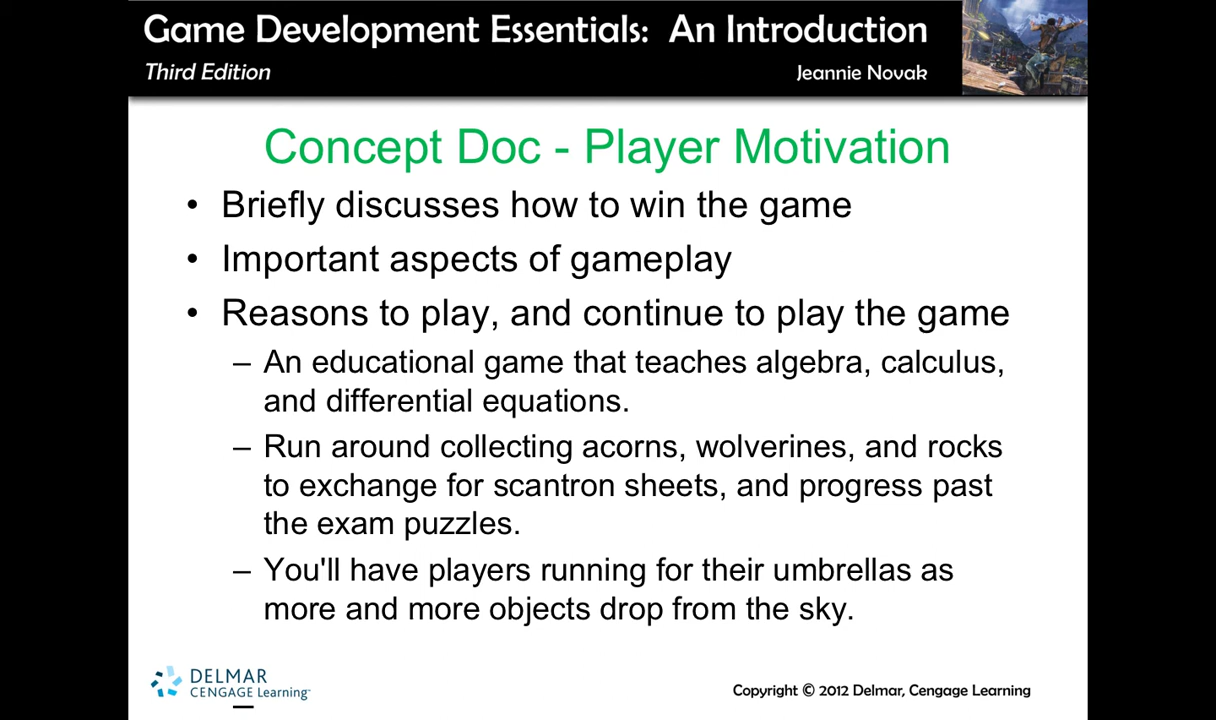 Game Development Essentials: An Introduction
Third Edition
Jeannie Novak
Concept Doc - Player Motivation
• Briefly discusses how to win the game
• Important aspects of gameplay
• Reasons to play, and continue to play the game
– An educational game that teaches algebra, calculus,
and differential equations.
– Run around collecting acorns, wolverines, and rocks
to exchange for scantron sheets, and progress past
the exam puzzles.
– You'll have players running for their umbrellas as
more and more objects drop from the sky.
DELMAR
CENGAGE Learning™
Copyright © 2012 Delmar, Cengage Learning